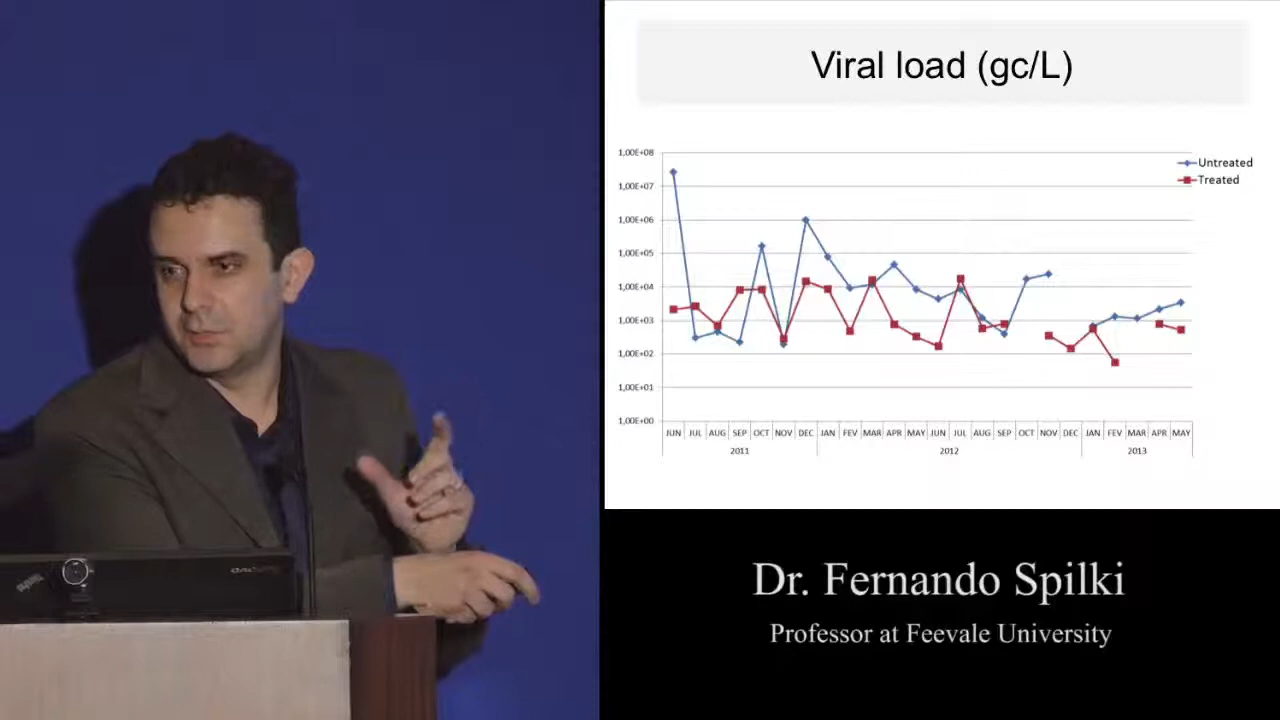 Viral load (gc/L)
1,00E+08
1,00E+07
1,00E+06
1,00E+05
1,00E+04
1,00E+03
1,00E+02
1,00E+01
1,00E+00
Untreated
Treated
JUN JUL AUG SEP OCT NOV DEC JAN FEV MAR APR MAY JUN JUL AUG SEP OCT NOV DEC JAN FEV MAR APR MAY
2011 2012 2013
Dr. Fernando Spilki
Professor at Feevale University